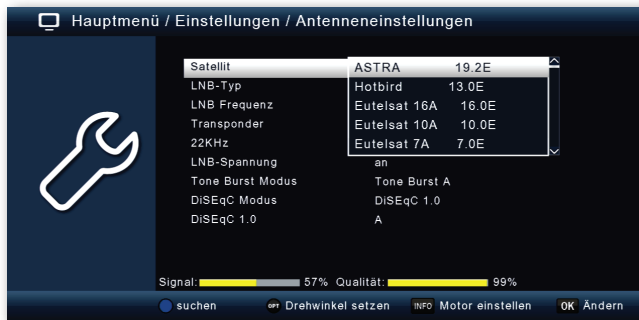 Hauptmenü / Einstellungen / Antenneneinstellungen
Satellit
ASTRA 19.2E
LNB-Typ
Hotbird 13.0E
LNB Frequenz
Eutelsat 16A 16.0E
Transponder
Eutelsat 10A 10.0E
22KHz
Eutelsat 7A 7.0E
LNB-Spannung an
Tone Burst Modus Tone Burst A
DiSEqC Modus DiSEqC 1.0
DiSEqC 1.0 A
Signal: 57% Qualität: 99%
suchen OPT Drehwinkel setzen INFO Motor einstellen OK Ändern